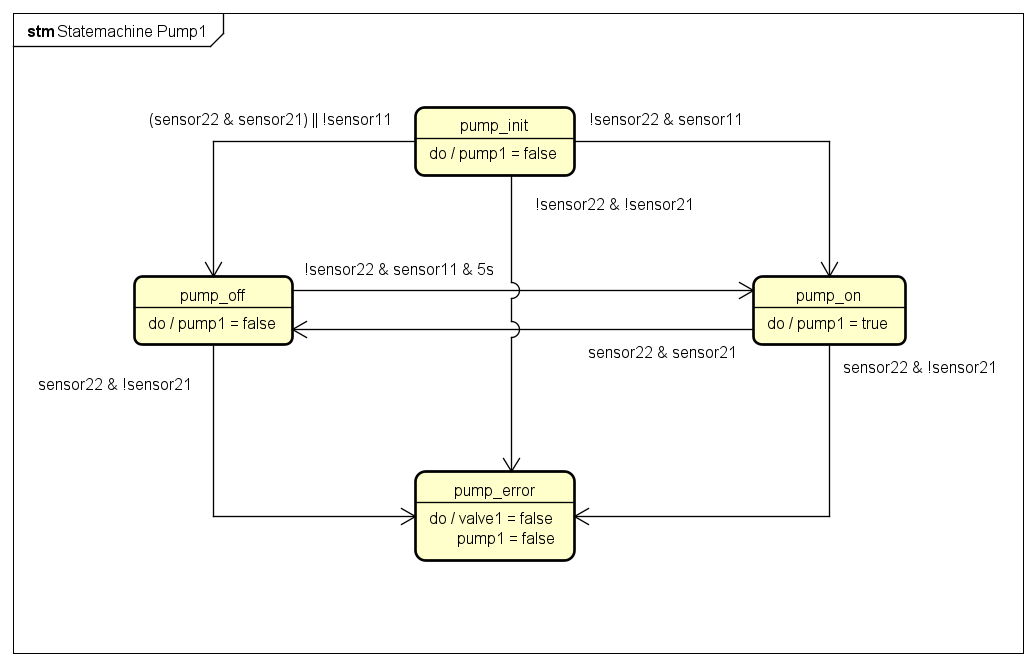 stm Statemachine Pump1
(sensor22 & sensor21) || !sensor11
pump_init
do / pump1 = false
!sensor22 & sensor11
!sensor22 & !sensor21
!sensor22 & sensor11 & 5s
pump_off
do / pump1 = false
pump_on
do / pump1 = true
sensor22 & sensor21
sensor22 & !sensor21
sensor22 & !sensor21
pump_error
do / valve1 = false
pump1 = false